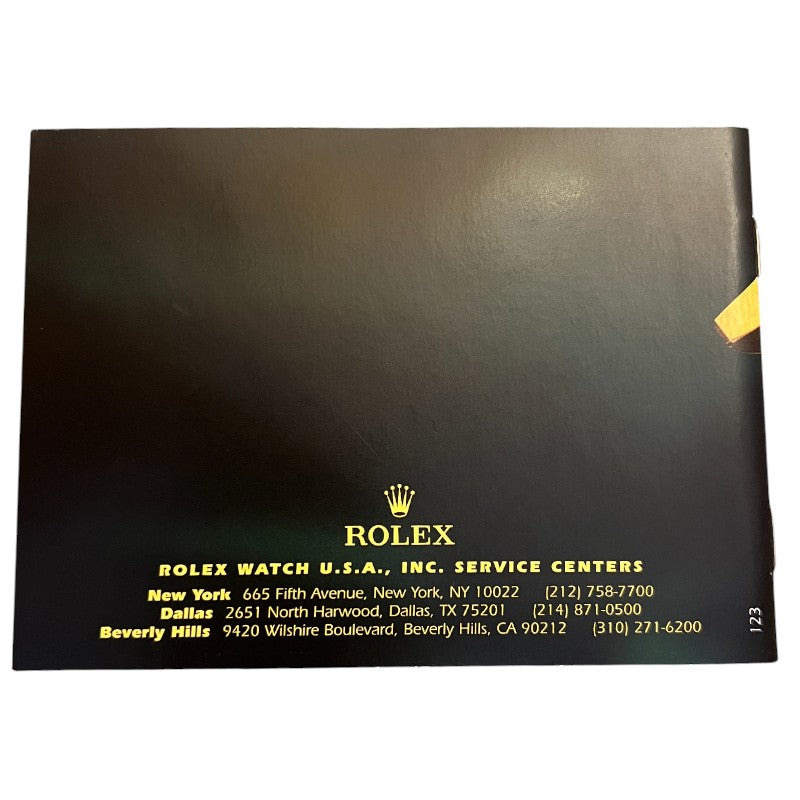 ROLEX
ROLEX WATCH U.S.A., INC. SERVICE CENTERS
New York 665 Fifth Avenue, New York, NY 10022 (212) 758-7700
Dallas 2651 North Harwood, Dallas, TX 75201 (214) 871-0500
Beverly Hills 9420 Wilshire Boulevard, Beverly Hills, CA 90212 (310) 271-6200
123